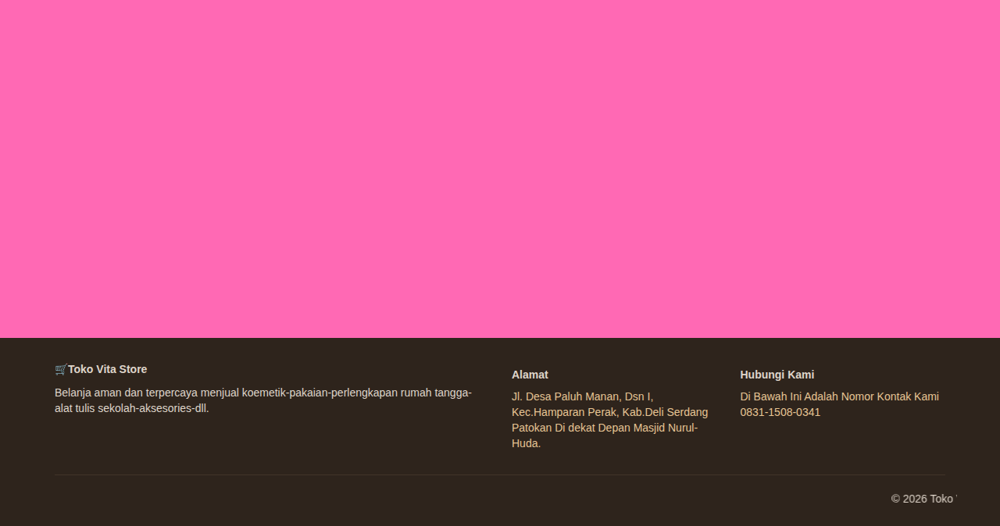 🛒Toko Vita Store
Belanja aman dan terpercaya menjual koemetik-pakaian-perlengkapan rumah tangga-
alat tulis sekolah-aksesories-dll.
Alamat
Jl. Desa Paluh Manan, Dsn I,
Kec.Hamparan Perak, Kab.Deli Serdang
Patokan Di dekat Depan Masjid Nurul-
Huda.
Hubungi Kami
Di Bawah Ini Adalah Nomor Kontak Kami
0831-1508-0341
© 2026 Toko